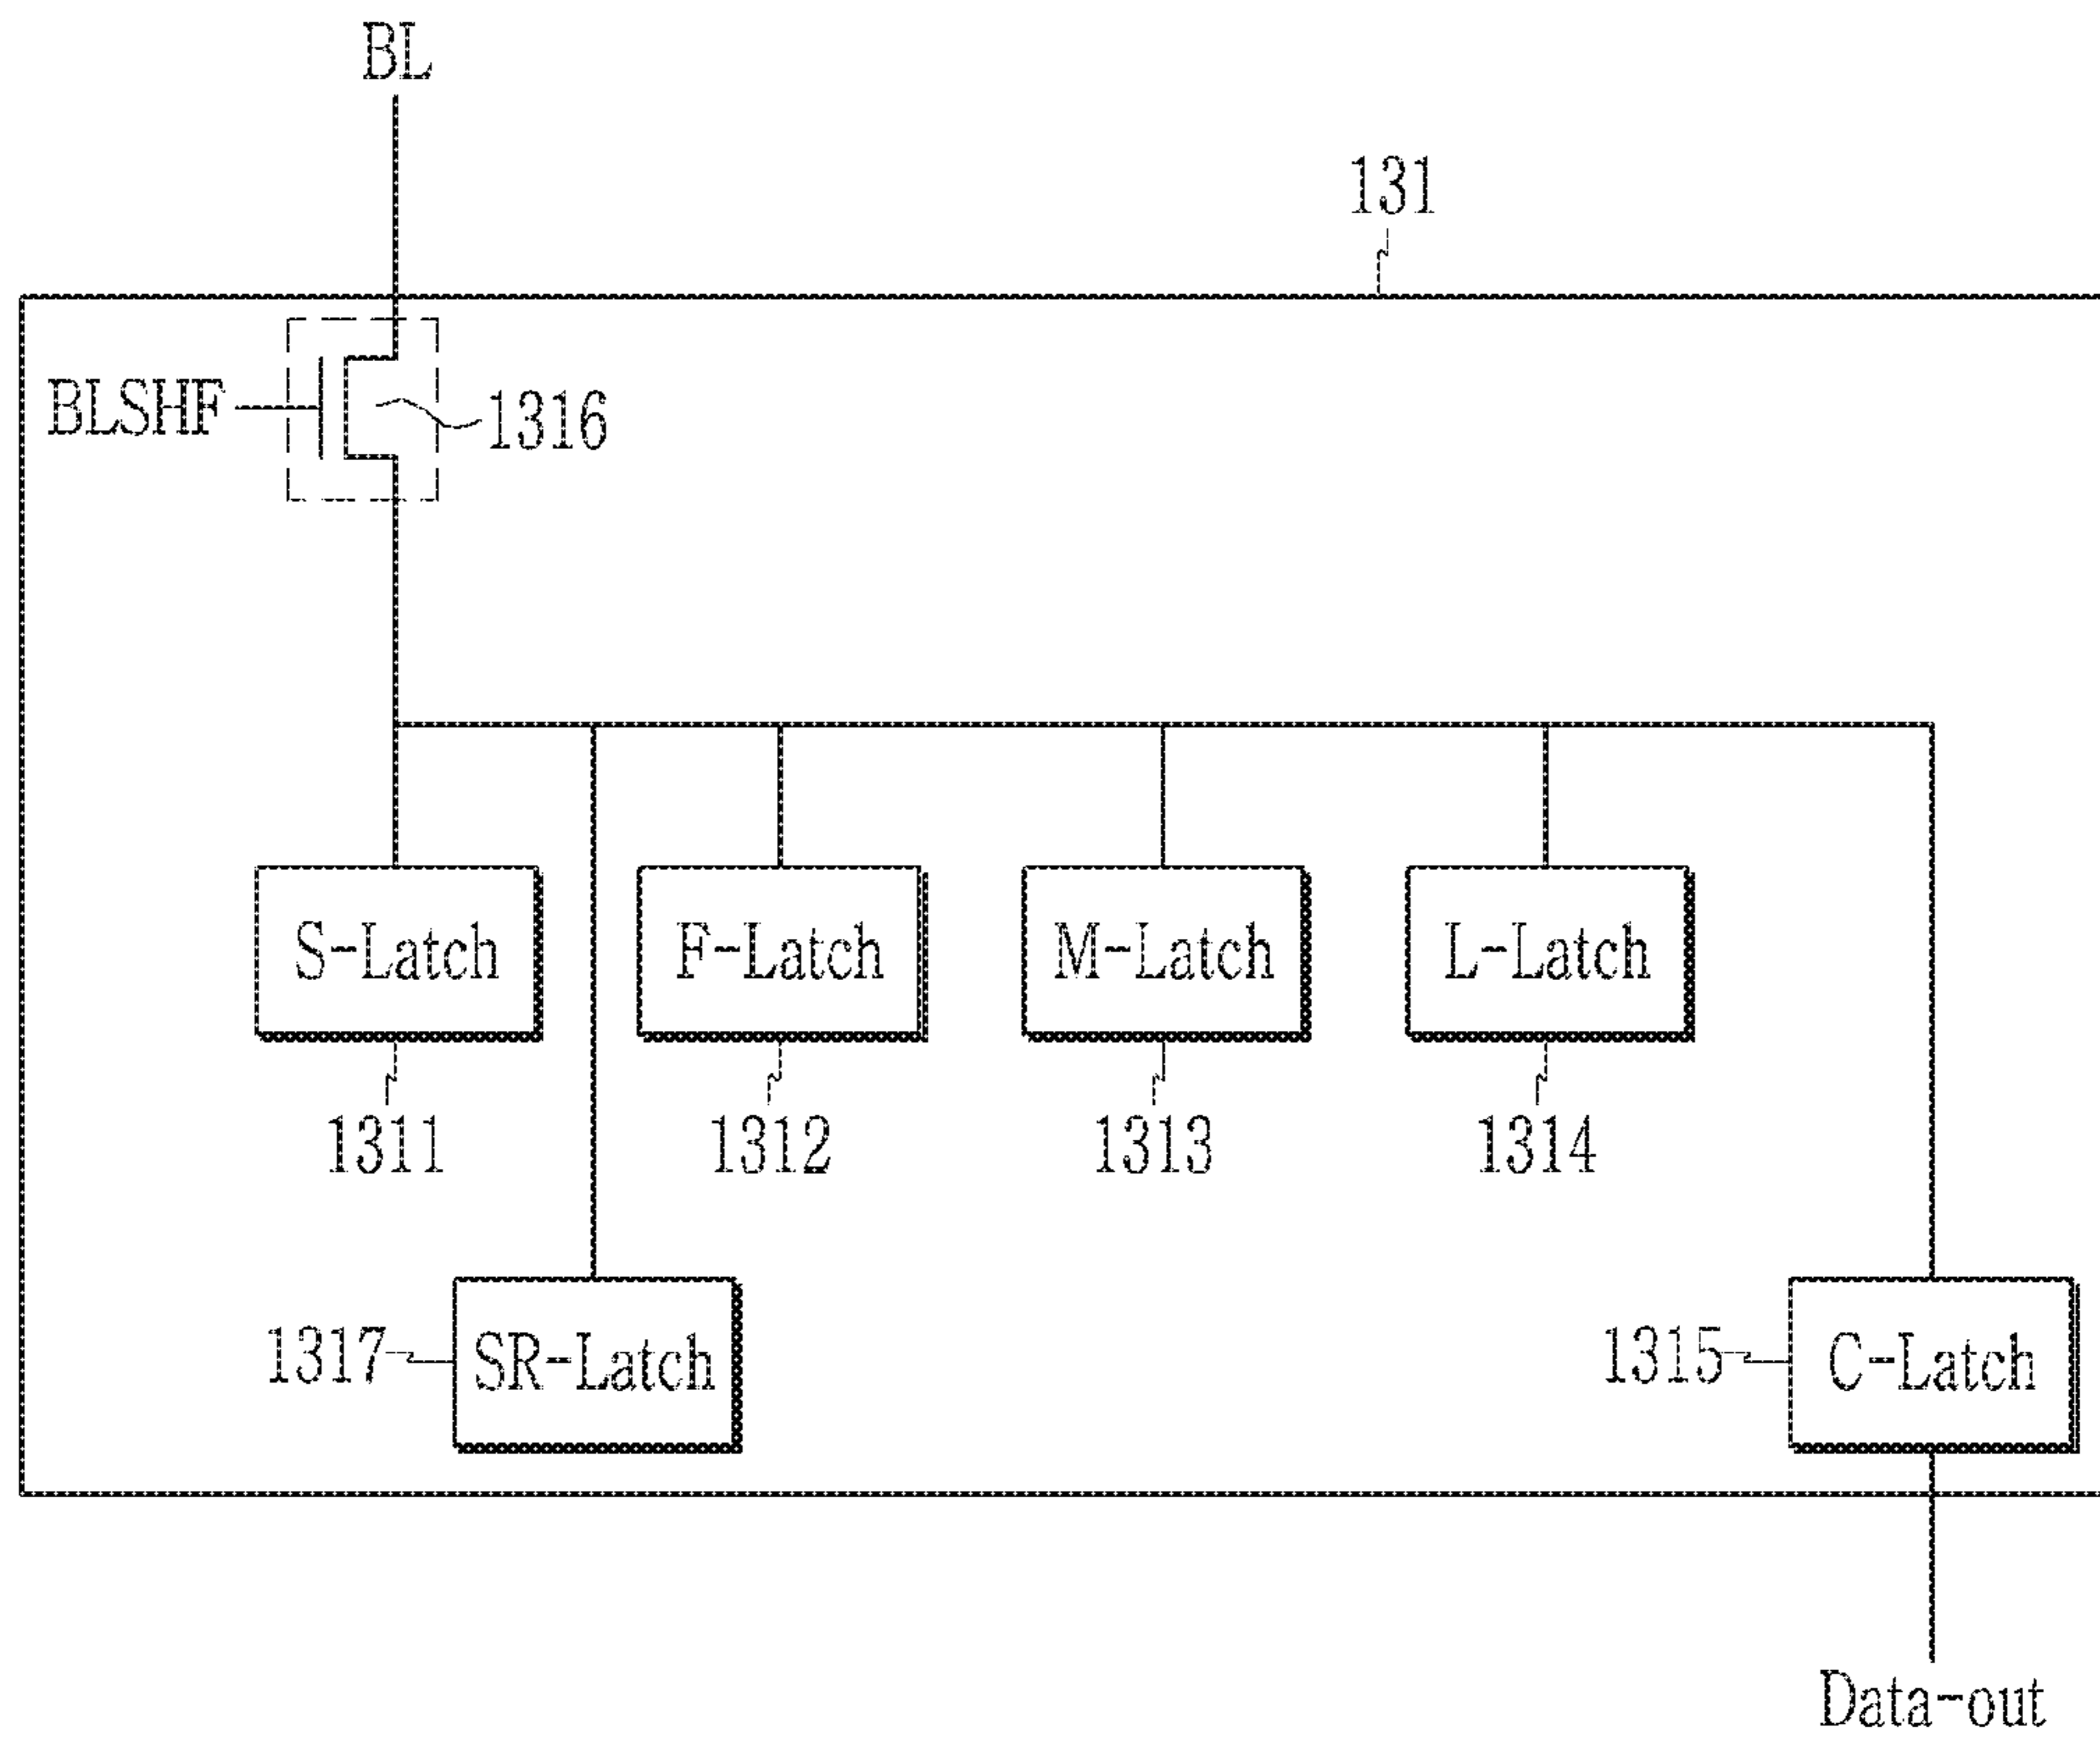 BL
131
BLSHF
1316
S-Latch
F-Latch
M-Latch
L-Latch
1311
1312
1313
1314
1317
SR-Latch
1315
C-Latch
Data-out